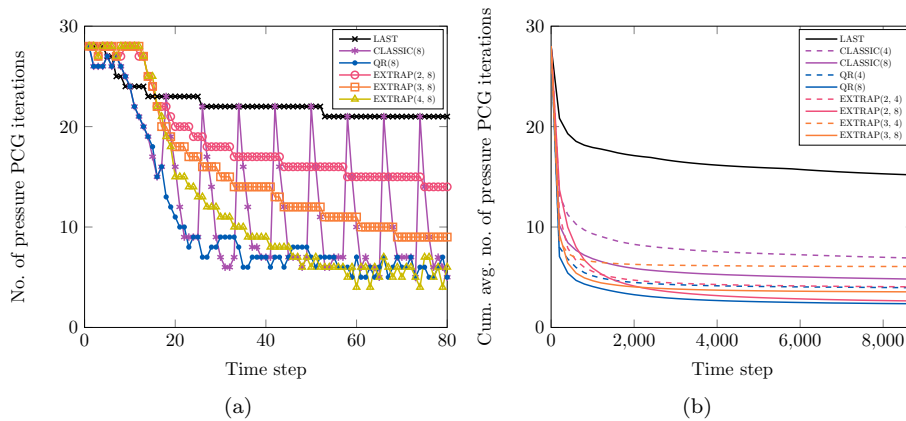 No. of pressure PCG iterations
30
20
10
0
0
20
40
60
80
Time step
LAST
CLASSIC(8)
QR(8)
EXTRAP(2, 8)
EXTRAP(3, 8)
EXTRAP(4, 8)
(a)
Cum. avg. no. of pressure PCG iterations
30
20
10
0
0
2,000
4,000
6,000
8,000
Time step
LAST
CLASSIC(4)
CLASSIC(8)
QR(4)
QR(8)
EXTRAP(2, 4)
EXTRAP(2, 8)
EXTRAP(3, 4)
EXTRAP(3, 8)
(b)